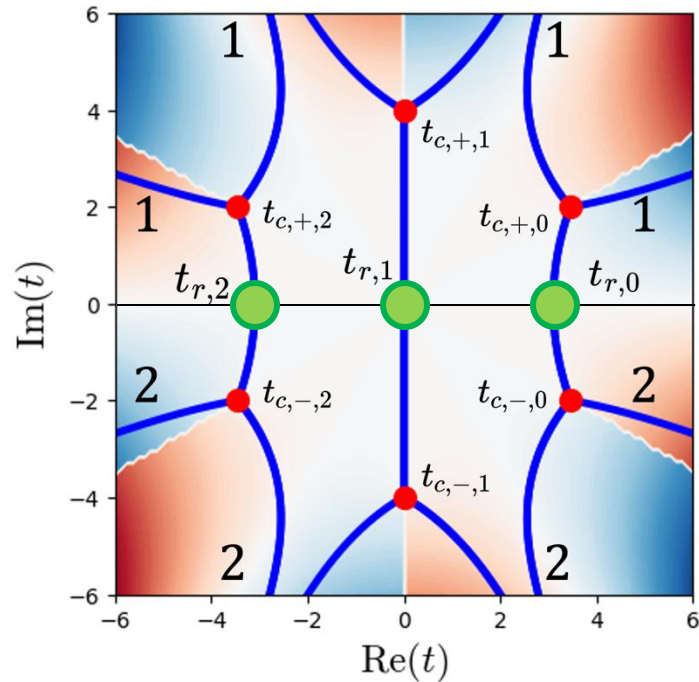 6
1 1
4
t_{c,+,1}
2
t_{c,+,2} t_{c,+,0}
1 1
t_{r,2} t_{r,1} t_{r,0}
0
2 2
−2
t_{c,−,2} t_{c,−,0}
−4
t_{c,−,1}
2 2
−6
−6 −4 −2 0 2 4 6
Re(t)
Im(t)